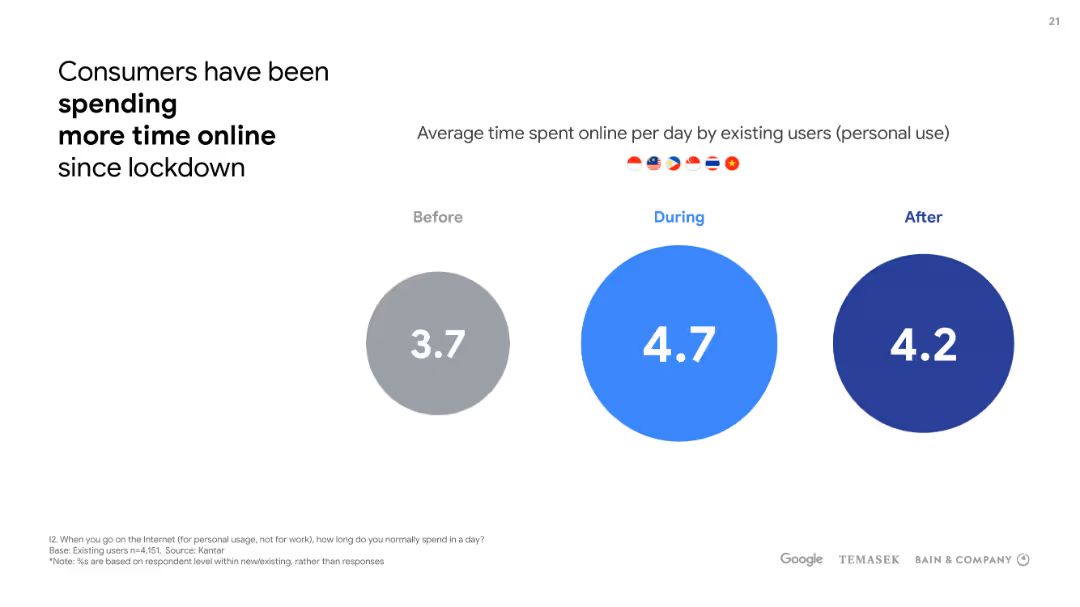 21
Consumers have been
spending
more time online
since lockdown
Average time spent online per day by existing users (personal use)
Before
During
After
3.7
4.7
4.2
I2. When you go on the Internet (for personal usage, not for work), how long do you normally spend in a day?
Base: Existing users n=4,151. Source: Kantar
*Note: %s are based on respondent level within new/existing, rather than responses
Google TEMASEK BAIN & COMPANY